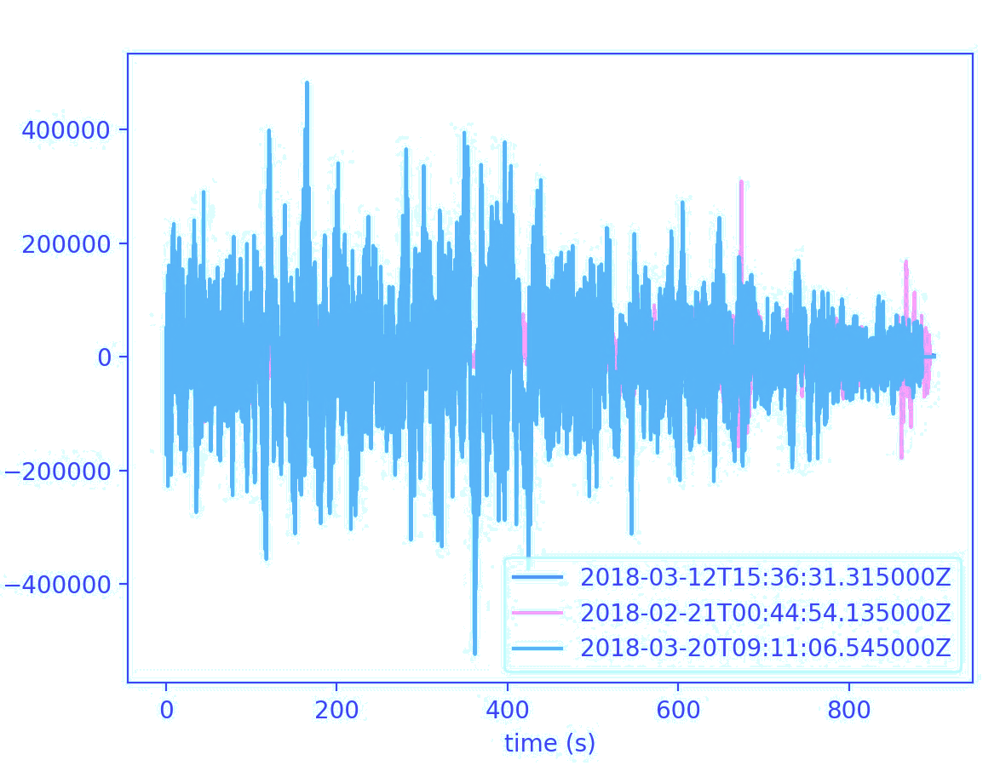 400000
200000
0
−200000
−400000
2018-03-12T15:36:31.315000Z
2018-02-21T00:44:54.135000Z
2018-03-20T09:11:06.545000Z
0 200 400 600 800
time (s)